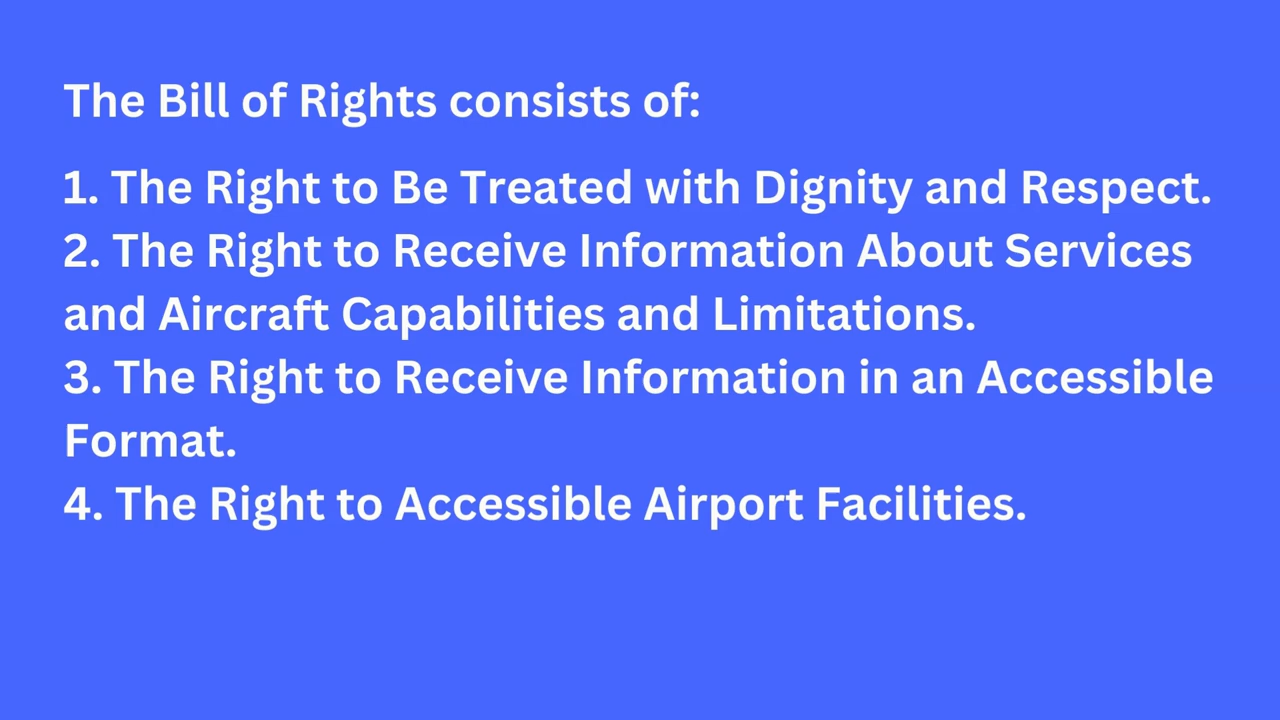 The Bill of Rights consists of:
1. The Right to Be Treated with Dignity and Respect.
2. The Right to Receive Information About Services
and Aircraft Capabilities and Limitations.
3. The Right to Receive Information in an Accessible
Format.
4. The Right to Accessible Airport Facilities.